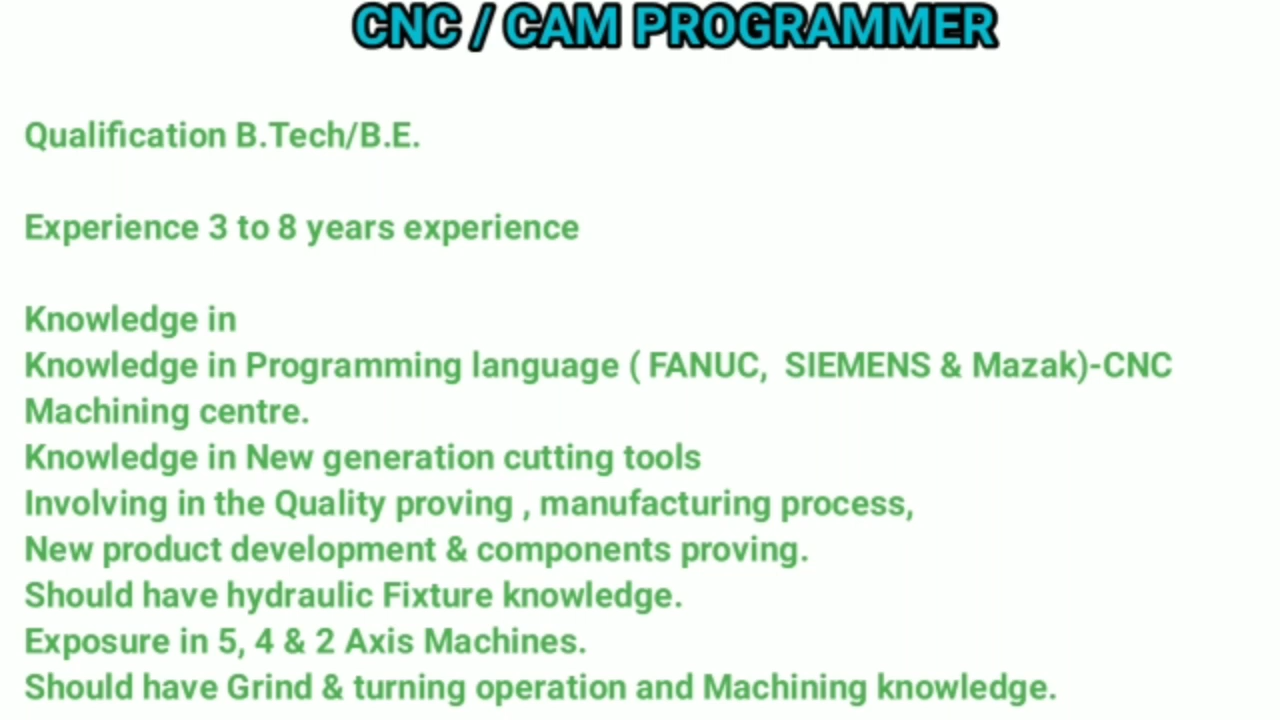 CNC / CAM PROGRAMMER
Qualification B.Tech/B.E.
Experience 3 to 8 years experience
Knowledge in
Knowledge in Programming language ( FANUC, SIEMENS & Mazak)-CNC
Machining centre.
Knowledge in New generation cutting tools
Involving in the Quality proving , manufacturing process,
New product development & components proving.
Should have hydraulic Fixture knowledge.
Exposure in 5, 4 & 2 Axis Machines.
Should have Grind & turning operation and Machining knowledge.